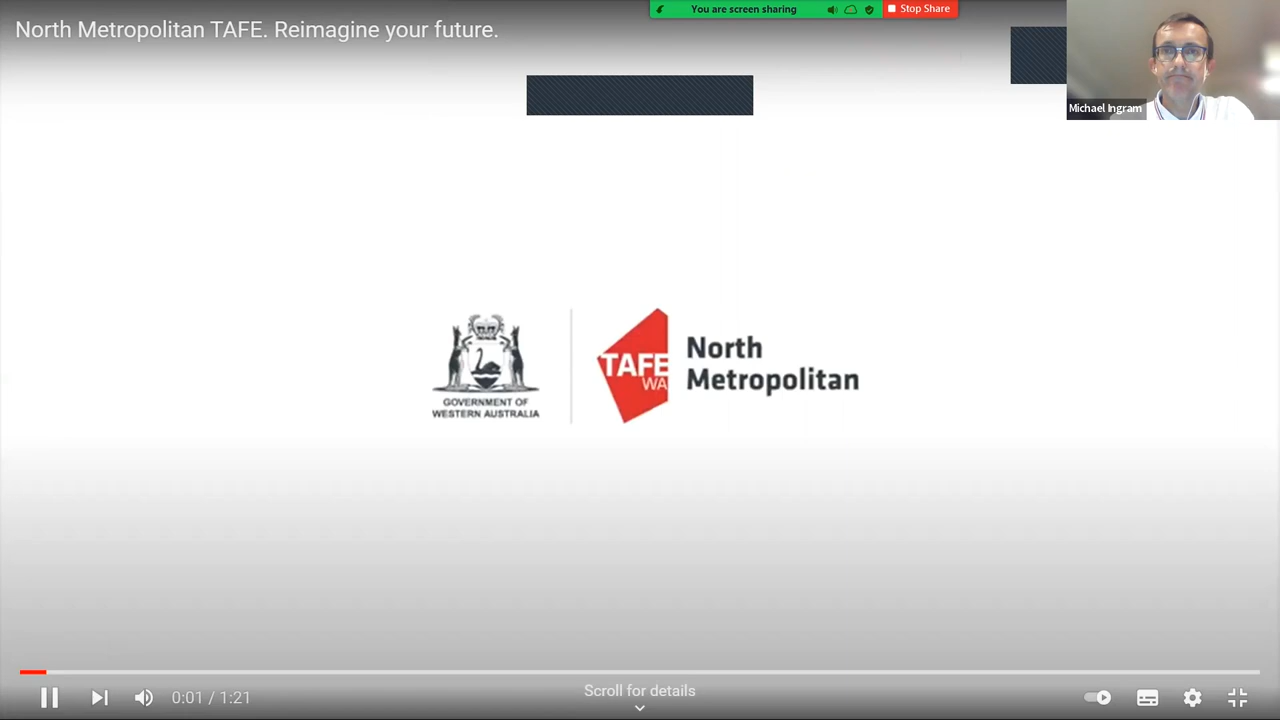 You are screen sharing
Stop Share
North Metropolitan TAFE. Reimagine your future.
Michael Ingram
GOVERNMENT OF
WESTERN AUSTRALIA
TAFE
WA
North
Metropolitan
Scroll for details
0:01 / 1:21